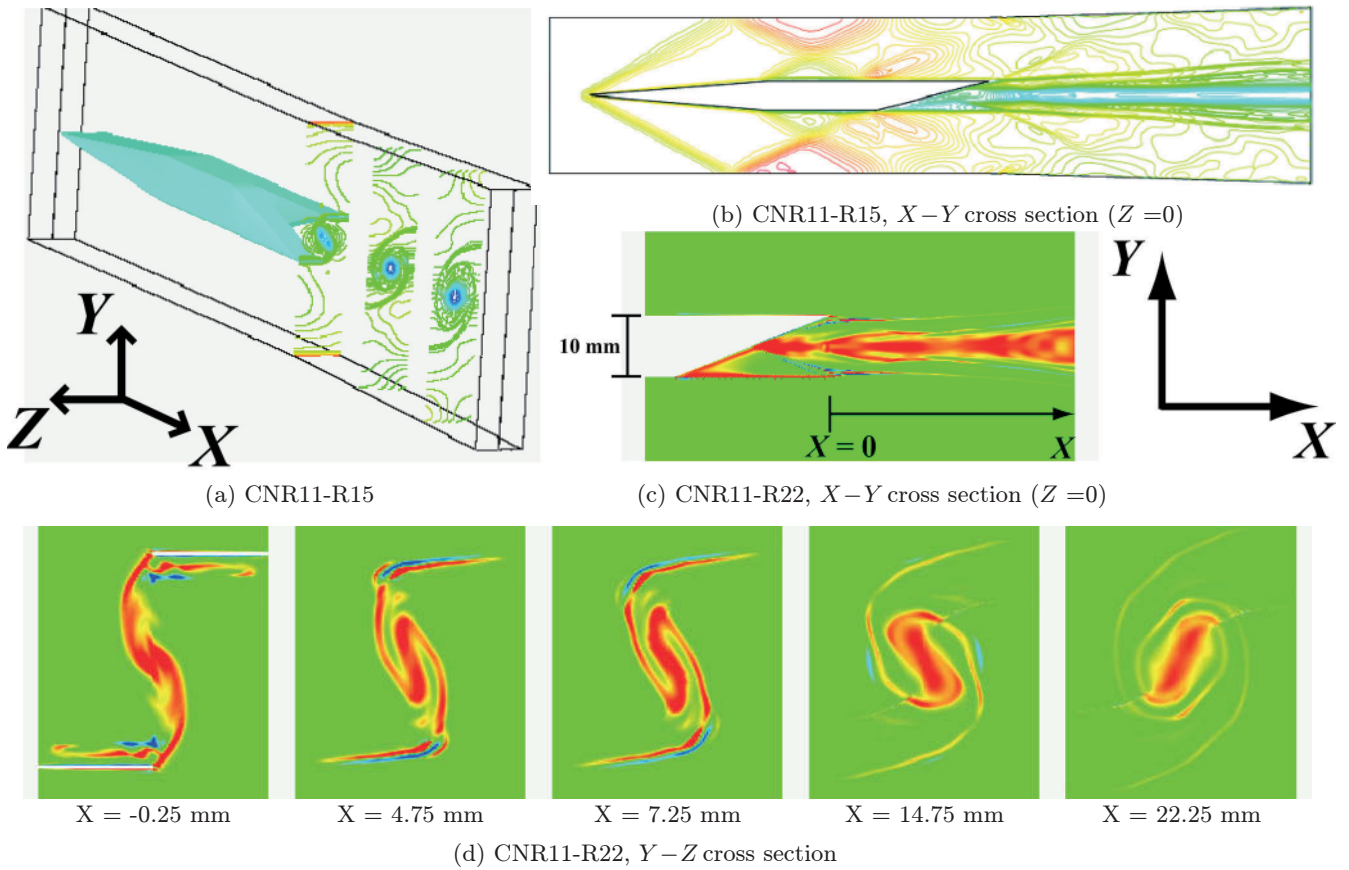 Y
Z
X
(a) CNR11-R15
(b) CNR11-R15, X−Y cross section (Z =0)
10 mm
X = 0
X
Y
X
(c) CNR11-R22, X−Y cross section (Z =0)
X = -0.25 mm
X = 4.75 mm
X = 7.25 mm
X = 14.75 mm
X = 22.25 mm
(d) CNR11-R22, Y−Z cross section